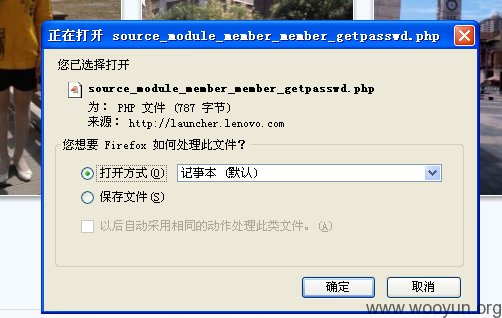 正在打开 source_module_member_member_getpasswd.php
您已选择打开
source_module_member_member_getpasswd.php
为： PHP 文件 (787 字节)
来源： http://launcher.lenovo.com
您想要 Firefox 如何处理此文件？
打开方式(O) 记事本 (默认)
保存文件(S)
以后自动采用相同的动作处理此类文件。(A)
确定 取消
www.wooyun.org